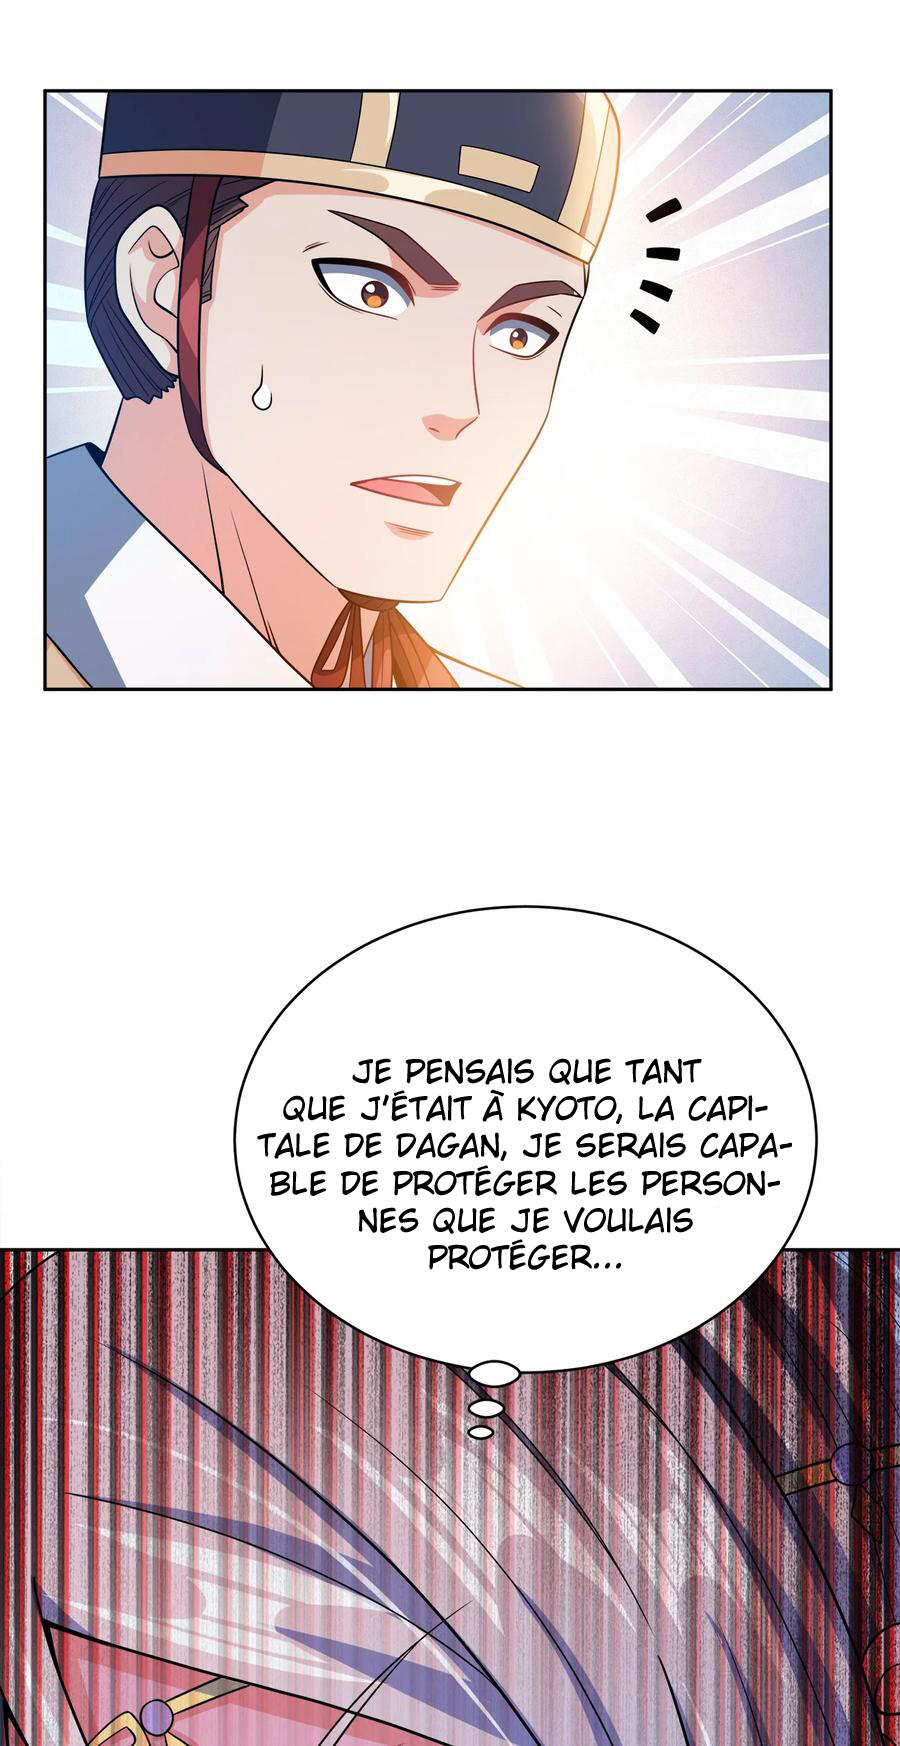 JE PENSAIS QUE TANT
QUE J'ÉTAIT À KYOTO, LA CAPI-
TALE DE DAGAN, JE SERAIS CAPA-
BLE DE PROTÉGER LES PERSON-
NES QUE JE VOULAIS
PROTÉGER...